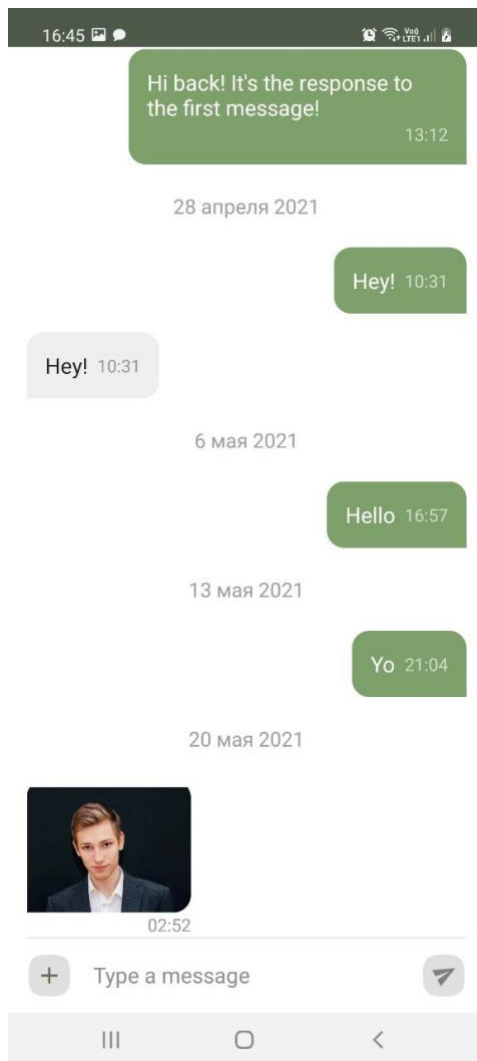 16:45
Vo))
LTE1
Hi back! It's the response to
the first message!
13:12
28 апреля 2021
Hey! 10:31
Hey! 10:31
6 мая 2021
Hello 16:57
13 мая 2021
Yo 21:04
20 мая 2021
02:52
+ Type a message